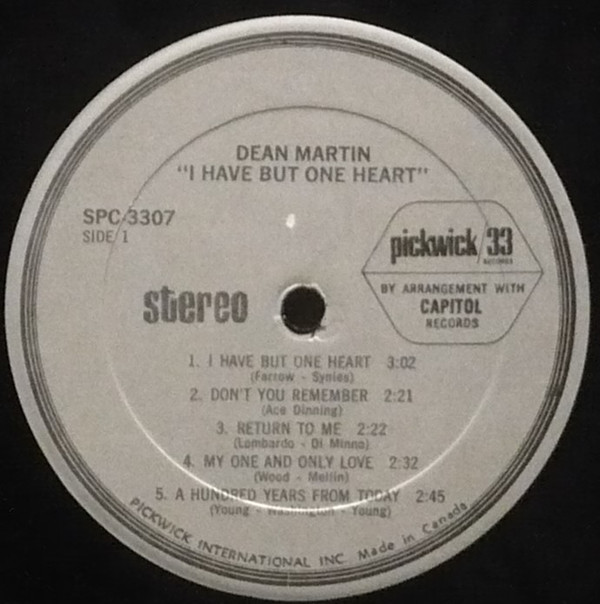 DEAN MARTIN
"I HAVE BUT ONE HEART"
SPC-3307
SIDE 1
pickwick 33
RECORDS
BY ARRANGEMENT WITH
CAPITOL
RECORDS
stereo
1. I HAVE BUT ONE HEART 3:02
(Farrow - Synies)
2. DON'T YOU REMEMBER 2:21
(Ace Dinning)
3. RETURN TO ME 2:22
(Lombardo - Di Minno)
4. MY ONE AND ONLY LOVE 2:32
(Wood - Mellin)
5. A HUNDRED YEARS FROM TODAY 2:45
(Young - Washington - Young)
PICKWICK INTERNATIONAL INC Made in Canada